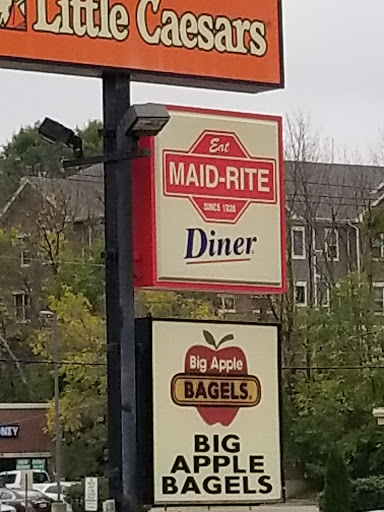 Little Caesars
Eat
MAID-RITE
SINCE 1926
Diner
Big Apple
BAGELS.
BIG
APPLE
BAGELS